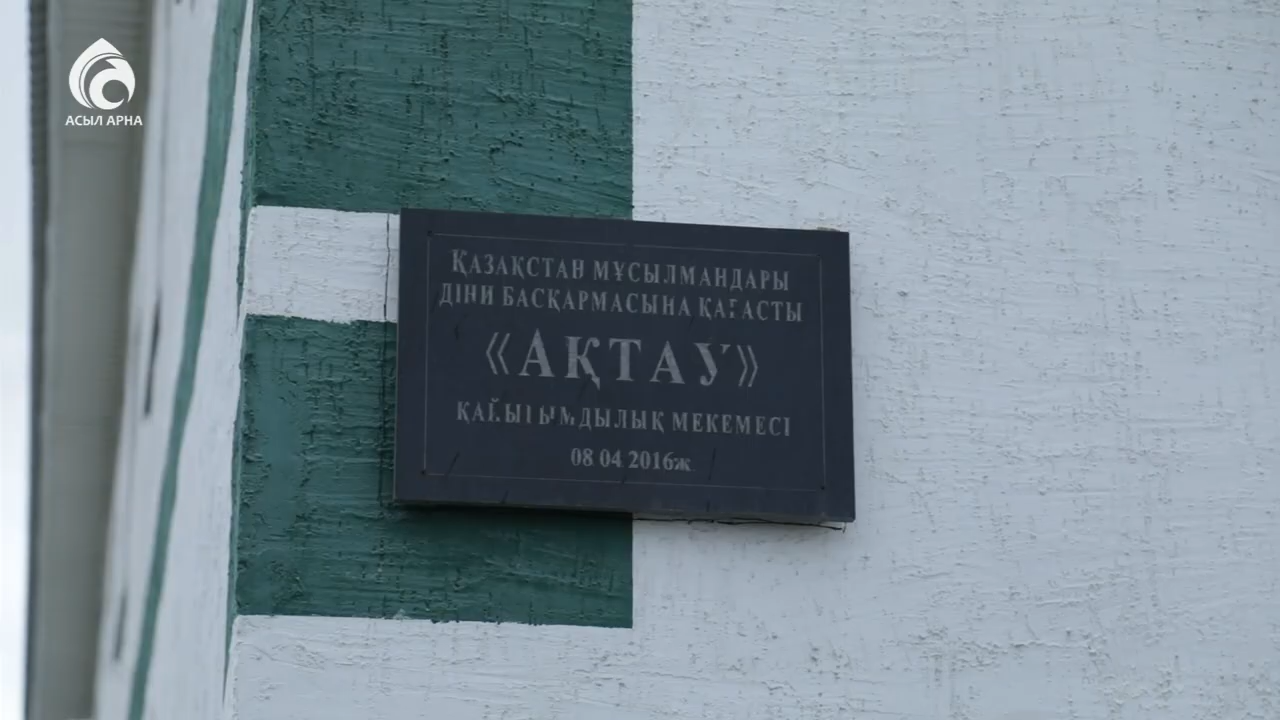 АСЫЛ АРНА
ҚАЗАҚСТАН МҰСЫЛМАНДАРЫ
ДІНИ БАСҚАРМАСЫНА ҚАРАСТЫ
«АҚТАУ»
ҚАЙЫРЫМДЫЛЫҚ МЕКЕМЕСІ
08 04 2016ж